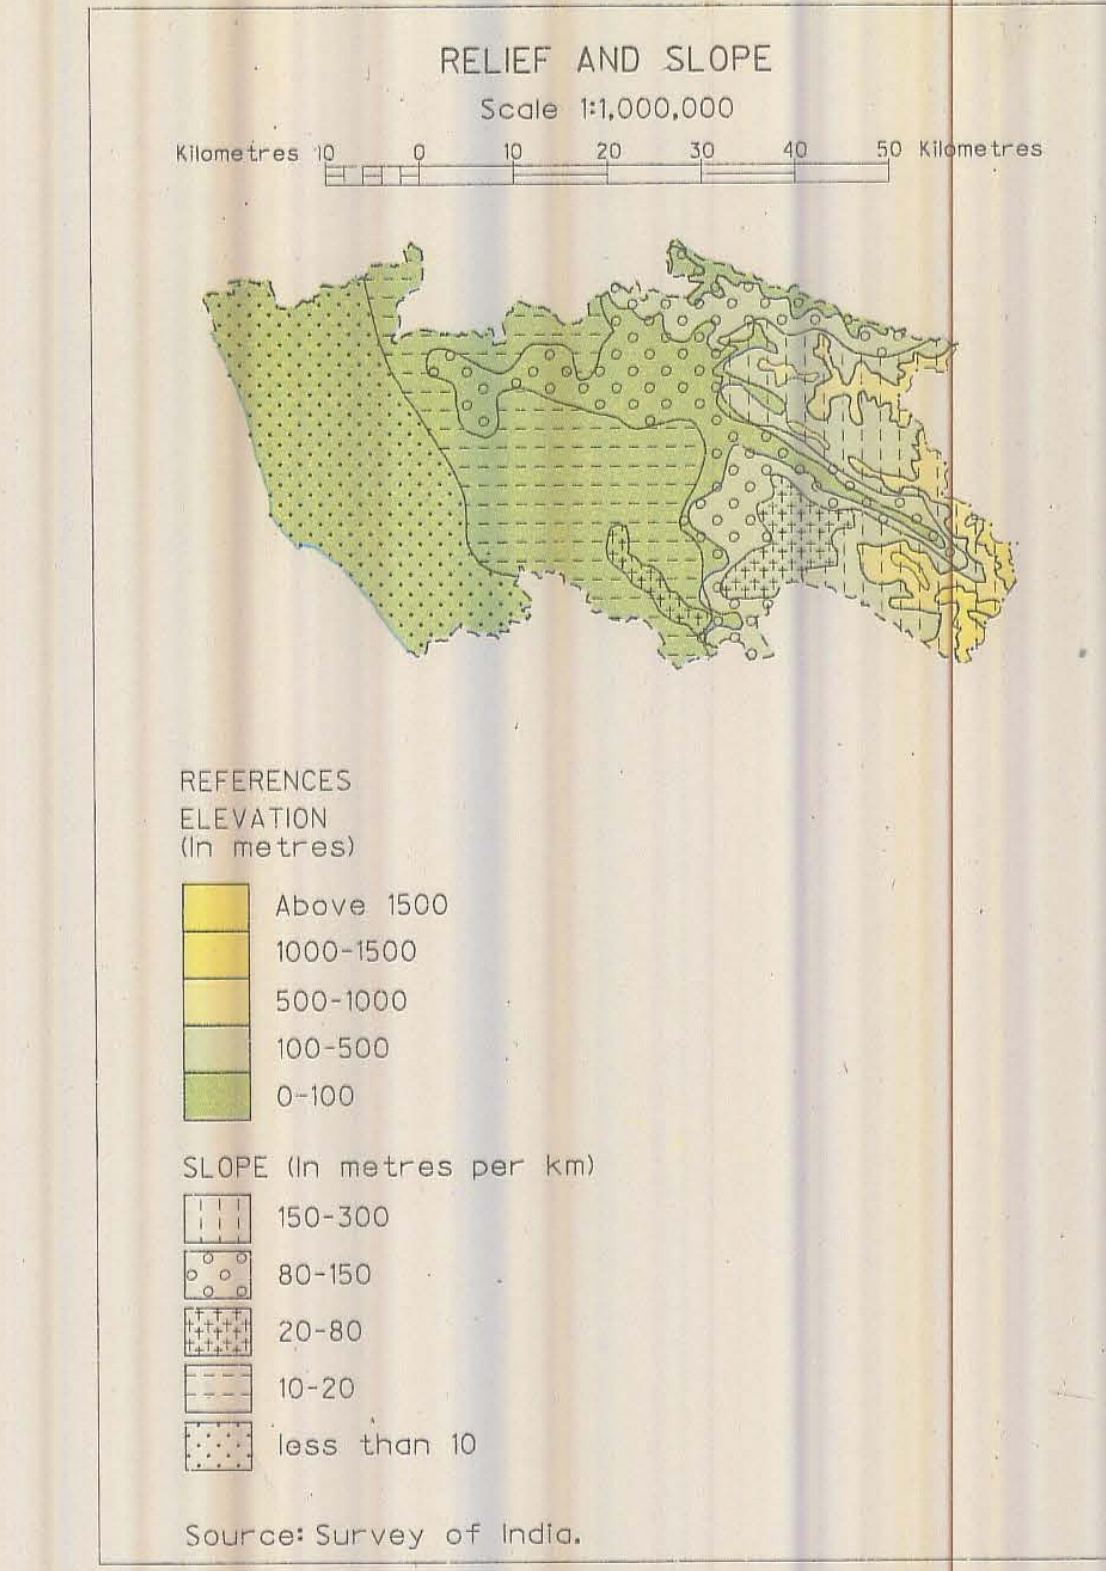 RELIEF AND SLOPE
Scale 1:1,000,000
Kilometres 10 0 10 20 30 40 50 Kilometres
REFERENCES
ELEVATION
(In metres)
Above 1500
1000-1500
500-1000
100-500
0-100
SLOPE (In metres per km)
150-300
80-150
20-80
10-20
less than 10
Source: Survey of India.